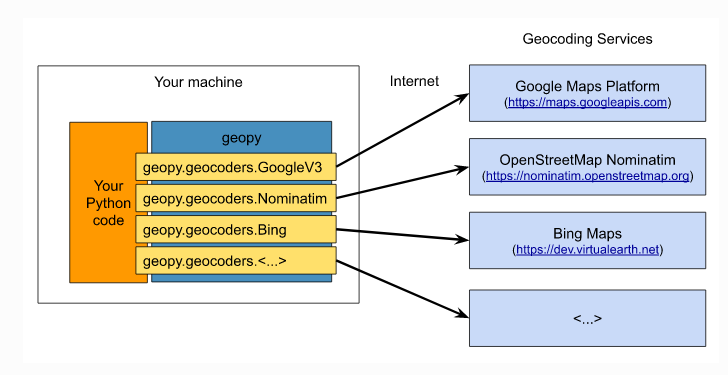 Geocoding Services
Your machine
Internet
Google Maps Platform
(https://maps.googleapis.com)
geopy
geopy.geocoders.GoogleV3
OpenStreetMap Nominatim
(https://nominatim.openstreetmap.org)
Your
Python
code
geopy.geocoders.Nominatim
geopy.geocoders.Bing
Bing Maps
(https://dev.virtualearth.net)
geopy.geocoders.<...>
<...>